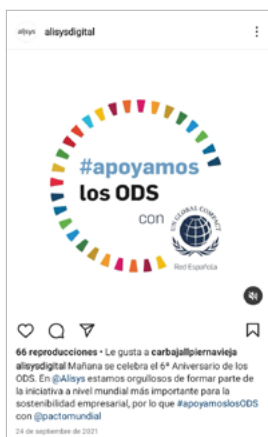 alisys alisysdigital
#apoyamos
los ODS
con
UN GLOBAL COMPACT
Red Española
66 reproducciones • Le gusta a carbajallpiernavieja
alisysdigital Mañana se celebra el 6º Aniversario de los
ODS. En @Alisys estamos orgullosos de formar parte de
la iniciativa a nivel mundial más importante para la
sostenibilidad empresarial, por lo que #apoyamoslosODS
con @pactomundial
24 de septiembre de 2021